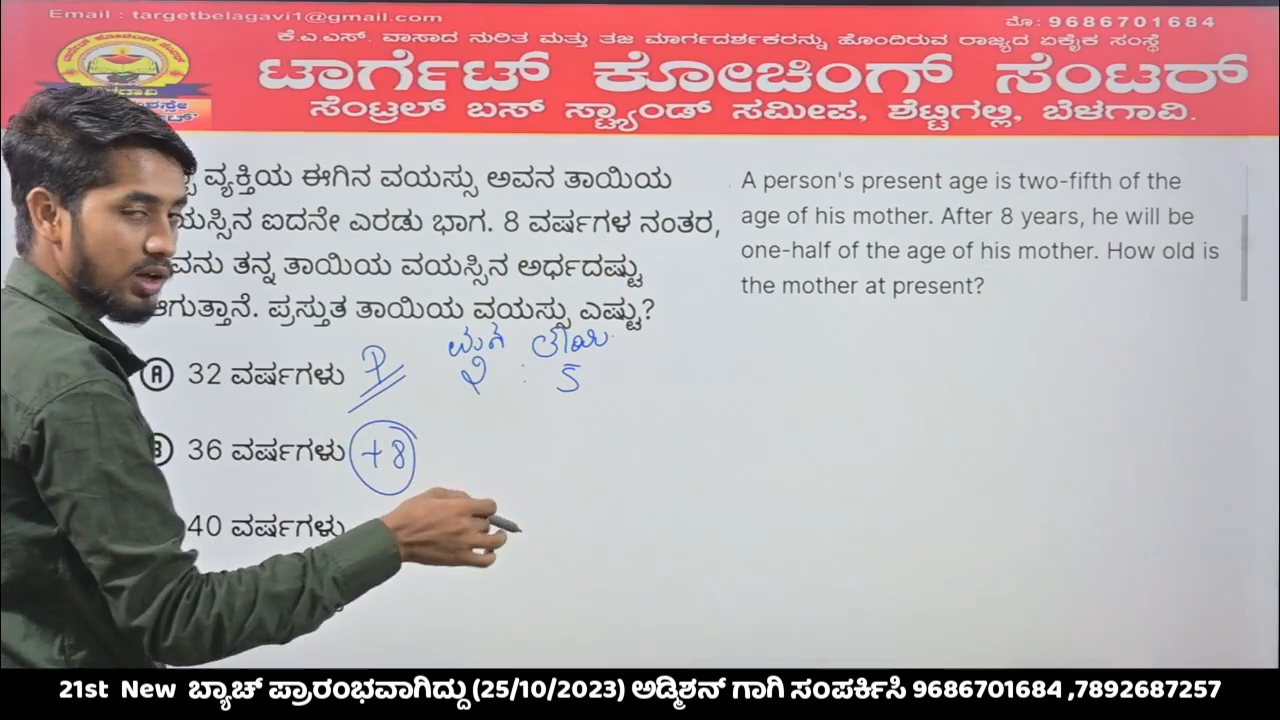 Email : targetbelagavi1@gmail.com
ಮೊ: 9686701684
ಕೆ.ಎ.ಎಸ್. ಪಾಸಾದ ನುರಿತ ಮತ್ತು ತಜ್ಞ ಮಾರ್ಗದರ್ಶಕರನ್ನು ಹೊಂದಿರುವ ರಾಜ್ಯದ ಏಕೈಕ ಸಂಸ್ಥೆ
ಟಾರ್ಗೆಟ್ ಕೋಚಿಂಗ್ ಸೆಂಟರ್
ಸೆಂಟ್ರಲ್ ಬಸ್ ಸ್ಟ್ಯಾಂಡ್ ಸಮೀಪ, ಶೆಟ್ಟಿಗಲ್ಲಿ, ಬೆಳಗಾವಿ.
ವ್ಯಕ್ತಿಯ ಈಗಿನ ವಯಸ್ಸು ಅವನ ತಾಯಿಯ
ಯಸ್ಸಿನ ಐದನೇ ಎರಡು ಭಾಗ. 8 ವರ್ಷಗಳ ನಂತರ,
ವನು ತನ್ನ ತಾಯಿಯ ವಯಸ್ಸಿನ ಅರ್ಧದಷ್ಟು
ಆಗುತ್ತಾನೆ. ಪ್ರಸ್ತುತ ತಾಯಿಯ ವಯಸ್ಸು ಎಷ್ಟು?
A person's present age is two-fifth of the
age of his mother. After 8 years, he will be
one-half of the age of his mother. How old is
the mother at present?
ಮಗ ತಾಯಿ
A 32 ವರ್ಷಗಳು P 2 : 5
B 36 ವರ್ಷಗಳು +8
40 ವರ್ಷಗಳು
21st New ಬ್ಯಾಚ್ ಪ್ರಾರಂಭವಾಗಿದ್ದು (25/10/2023) ಅಡ್ಮಿಶನ್ ಗಾಗಿ ಸಂಪರ್ಕಿಸಿ 9686701684 ,7892687257